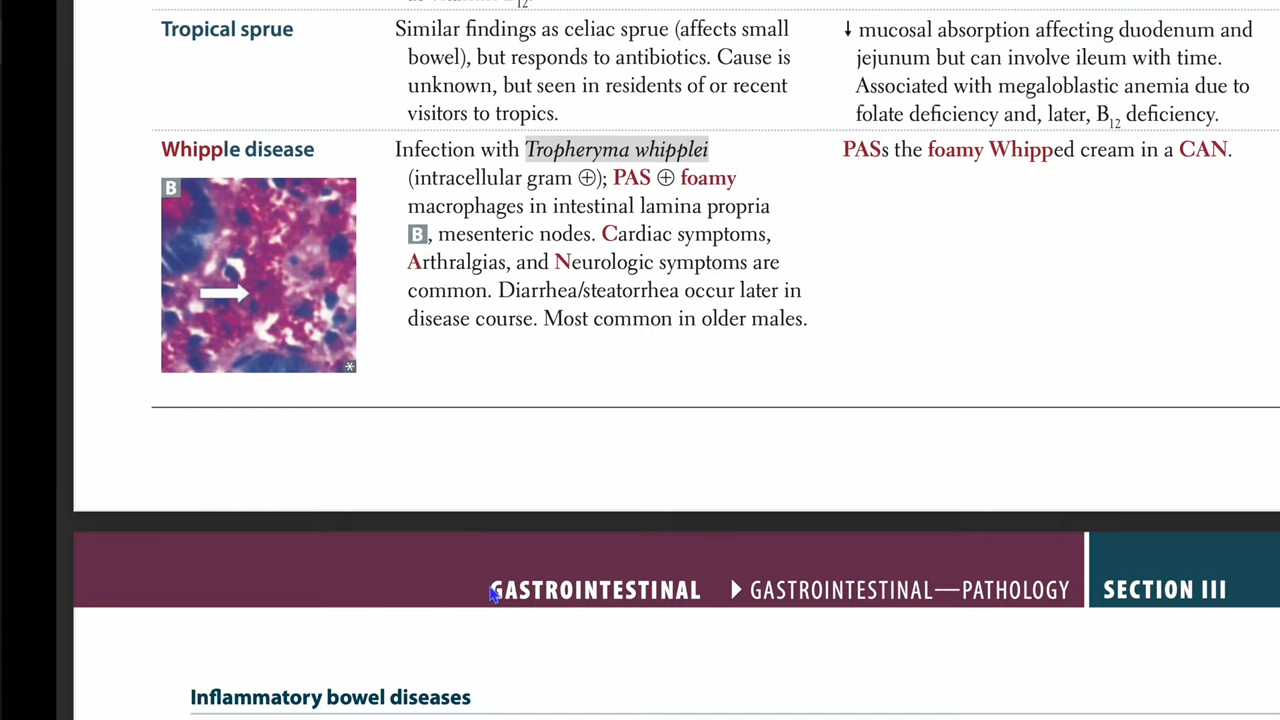 as vitamin B12.
Tropical sprue
Similar findings as celiac sprue (affects small
bowel), but responds to antibiotics. Cause is
unknown, but seen in residents of or recent
visitors to tropics.
↓ mucosal absorption affecting duodenum and
jejunum but can involve ileum with time.
Associated with megaloblastic anemia due to
folate deficiency and, later, B12 deficiency.
Whipple disease
B
*
Infection with Tropheryma whipplei
(intracellular gram ⊕); PAS ⊕ foamy
macrophages in intestinal lamina propria
B, mesenteric nodes. Cardiac symptoms,
Arthralgias, and Neurologic symptoms are
common. Diarrhea/steatorrhea occur later in
disease course. Most common in older males.
PASs the foamy Whipped cream in a CAN.
GASTROINTESTINAL ▶ GASTROINTESTINAL—PATHOLOGY
SECTION III
Inflammatory bowel diseases